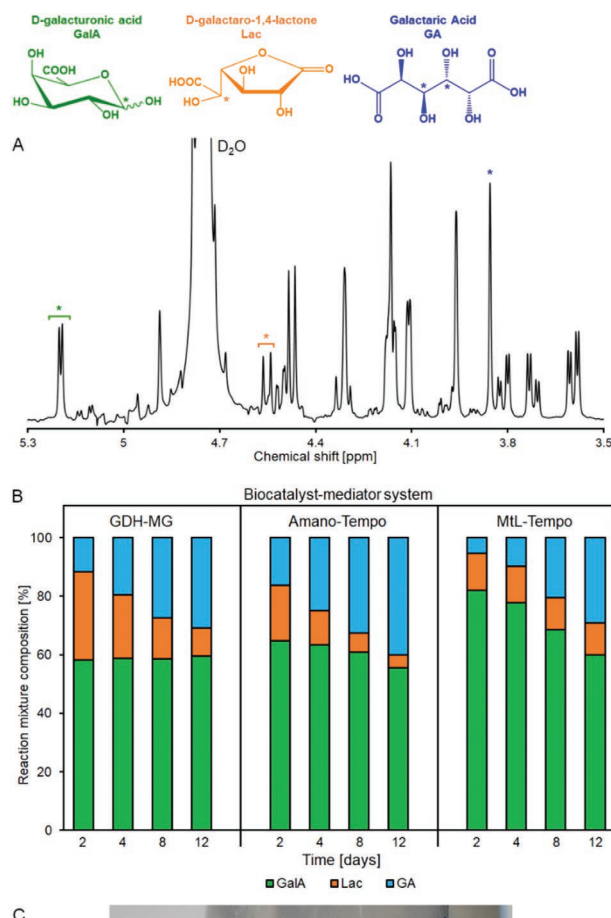 D-galacturonic acid
GalA
D-galactaro-1,4-lactone
Lac
Galactaric Acid
GA
OH
COOH
O
HO
HO
OH
*
OH
O
O
HOOC
OH
HO
*
OH
OH
OH
O
HO
*
*
OH
O
OH
OH
A
D2O
*
*
*
5.3
5
4.7
4.4
4.1
3.8
3.5
Chemical shift [ppm]
B
Biocatalyst-mediator system
GDH-MG
Amano-Tempo
MtL-Tempo
Reaction mixture composition [%]
100
80
60
40
20
0
2 4 8 12
2 4 8 12
2 4 8 12
Time [days]
GalA
Lac
GA
C